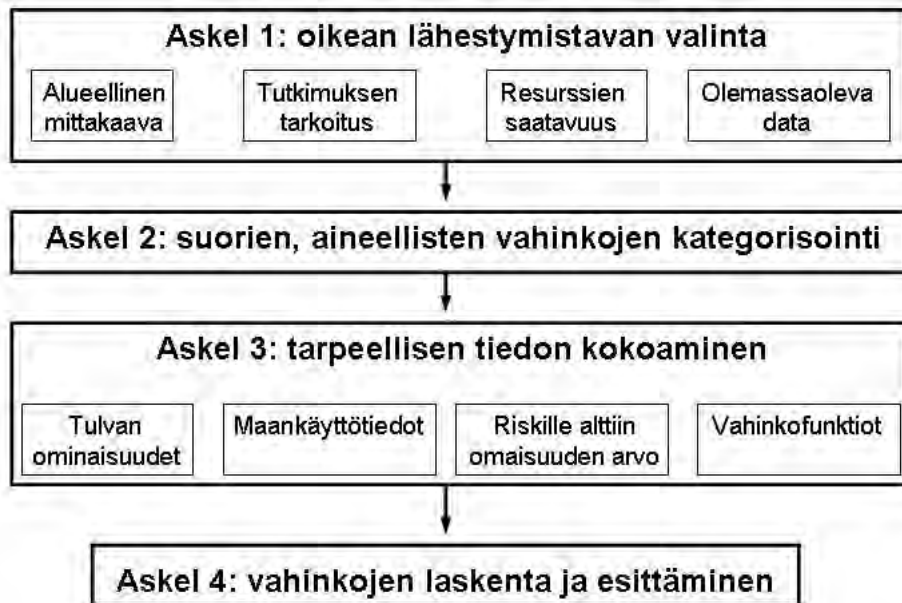 Askel 1: oikean lähestymistavan valinta
Alueellinen
mittakaava
Tutkimuksen
tarkoitus
Resurssien
saatavuus
Olemassaoleva
data
Askel 2: suorien, aineellisten vahinkojen kategorisointi
Askel 3: tarpeellisen tiedon kokoaminen
Tulvan
ominaisuudet
Maankäyttötiedot
Riskille alttiin
omaisuuden arvo
Vahinkofunktiot
Askel 4: vahinkojen laskenta ja esittäminen